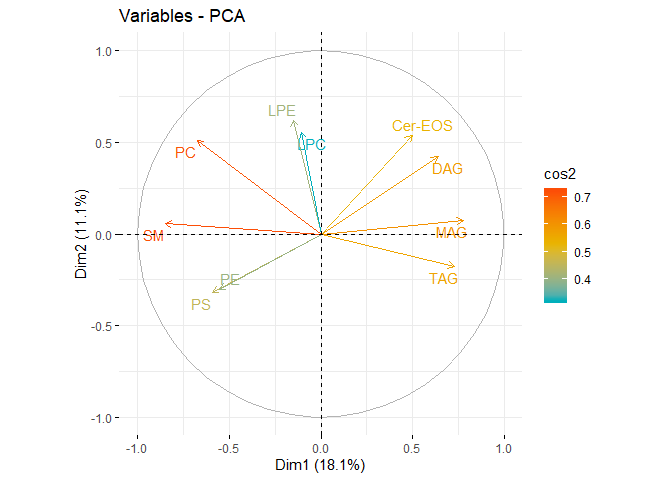 Variables - PCA
1.0
LPE
Cer-EOS
0.5
LPC
PC
DAG
cos2
0.7
0.6
0.5
0.4
Dim2 (11.1%)
0.0
SM
MAG
PE
TAG
PS
-0.5
-1.0
-1.0
-0.5
0.0
0.5
1.0
Dim1 (18.1%)